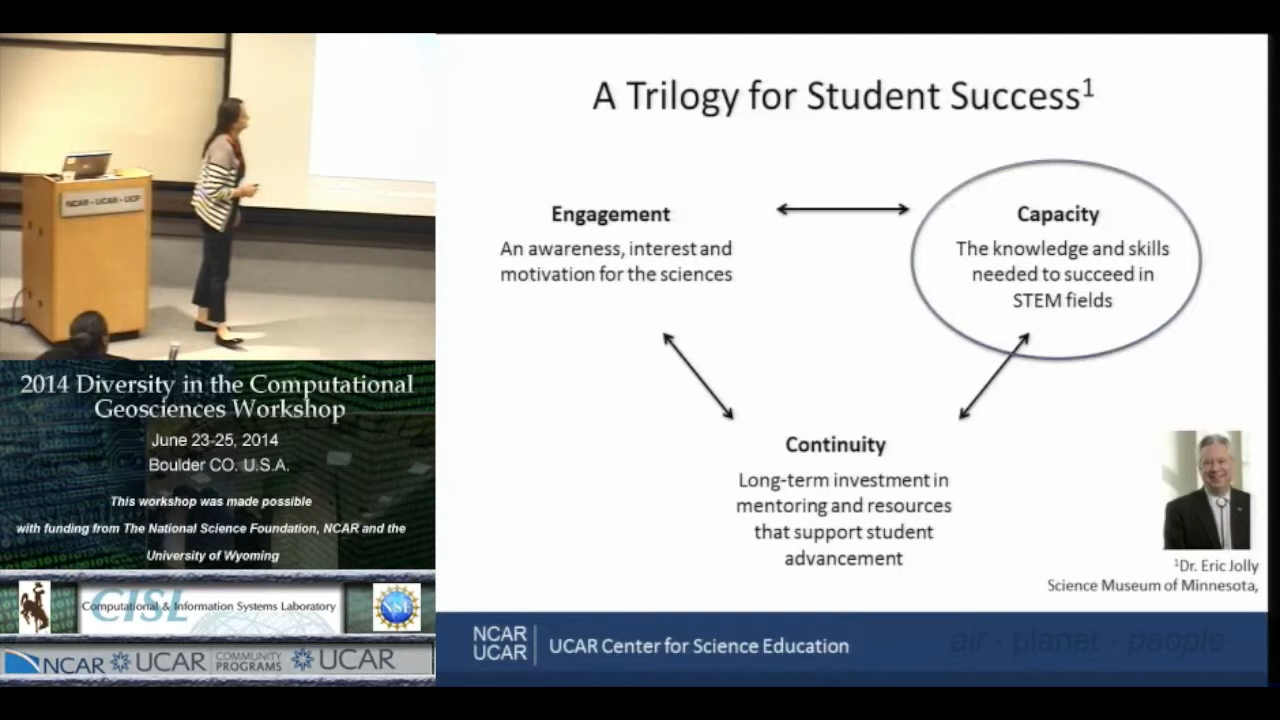 A Trilogy for Student Success1
Engagement
An awareness, interest and
motivation for the sciences
Capacity
The knowledge and skills
needed to succeed in
STEM fields
Continuity
Long-term investment in
mentoring and resources
that support student
advancement
1Dr. Eric Jolly
Science Museum of Minnesota,
NCAR
UCAR
UCAR Center for Science Education
air · planet · people
NCAR - UCAR - UCP
2014 Diversity in the Computational
Geosciences Workshop
June 23-25, 2014
Boulder CO. U.S.A.
This workshop was made possible
with funding from The National Science Foundation, NCAR and the
University of Wyoming
CISL
Computational & Information Systems Laboratory
NSF
NCAR
UCAR
COMMUNITY
PROGRAMS
UCAR